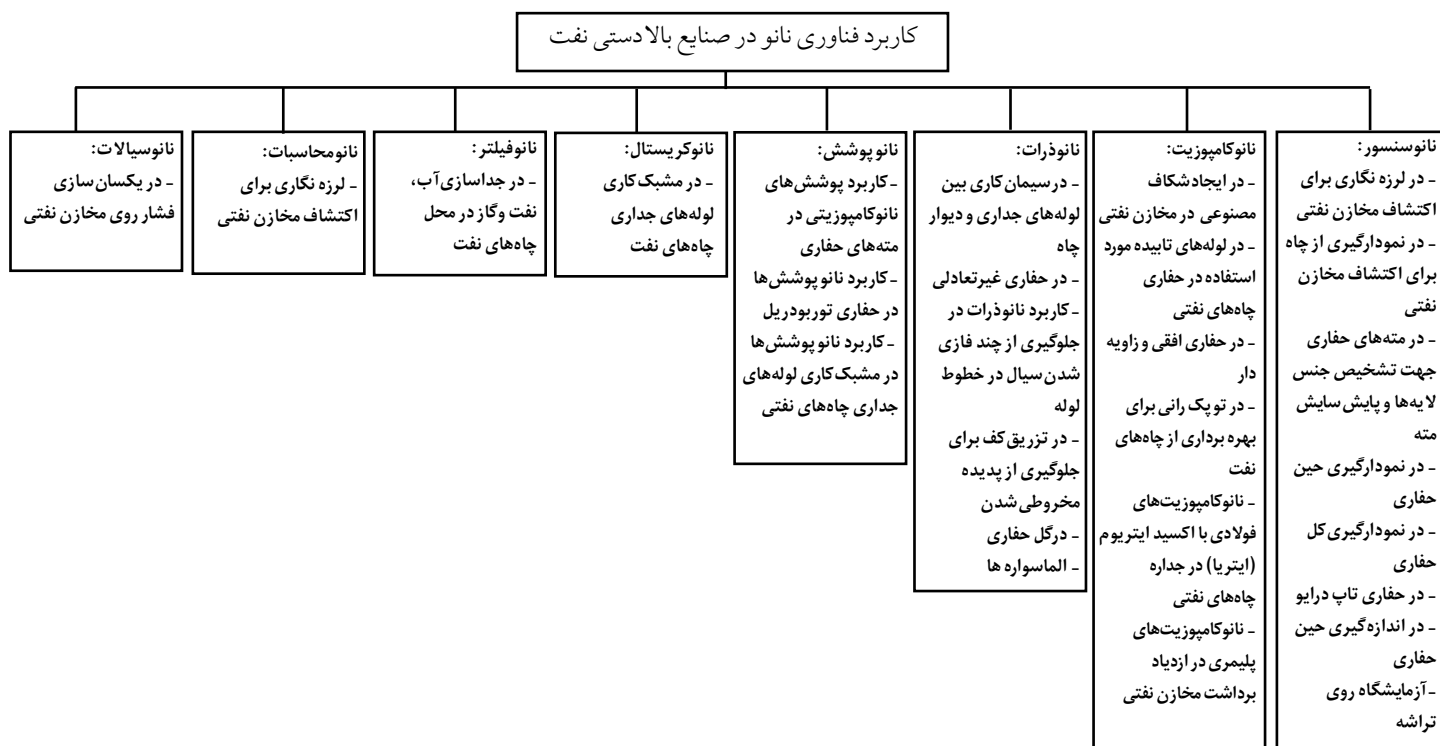 کاربرد فناوری نانو در صنایع بالادستی نفت
نانوسنسور:
- در لرزه نگاری برای
اکتشاف مخازن نفتی
- در نمودارگیری از چاه
برای اکتشاف مخازن
نفتی
- در مته‌های حفاری
جهت تشخیص جنس
لایه‌ها و پایش سایش
مته
- در نمودارگیری حین
حفاری
- در نمودارگیری کل
حفاری
- در حفاری تاپ درایو
- در اندازه‌گیری حین
حفاری
- آزمایشگاه روی
تراشه
نانوکامپوزیت:
- در ایجاد شکاف
مصنوعی در مخازن نفتی
- در لوله‌های تابیده مورد
استفاده در حفاری
چاه‌های نفتی
- در حفاری افقی و زاویه
دار
- در توپک رانی برای
بهره برداری از چاه‌های
نفت
- نانوکامپوزیت‌های
فولادی با اکسید ایتریوم
(ایتریا) در جداره
چاه‌های نفتی
- نانوکامپوزیت‌های
پلیمری در ازدیاد
برداشت مخازن نفتی
نانوذرات:
- در سیمان کاری بین
لوله‌های جداری و دیوار
چاه
- در حفاری غیرتعادلی
- کاربرد نانوذرات در
جلوگیری از چند فازی
شدن سیال در خطوط
لوله
- در تزریق کف برای
جلوگیری از پدیده
مخروطی شدن
- درگل حفاری
- الماسواره ها
نانوپوشش:
- کاربرد پوشش‌های
نانوکامپوزیتی در
مته‌های حفاری
- کاربرد نانوپوشش‌ها
در حفاری توربودریل
- کاربرد نانوپوشش‌ها
در مشبک کاری لوله‌های
جداری چاه‌های نفتی
نانوکریستال:
- در مشبک کاری
لوله‌های جداری
چاه‌های نفت
نانوفیلتر:
- در جداسازی آب،
نفت وگاز در محل
چاه‌های نفت
نانومحاسبات:
- لرزه نگاری برای
اکتشاف مخازن نفتی
نانوسیالات:
- در یکسان سازی
فشار روی مخازن نفتی